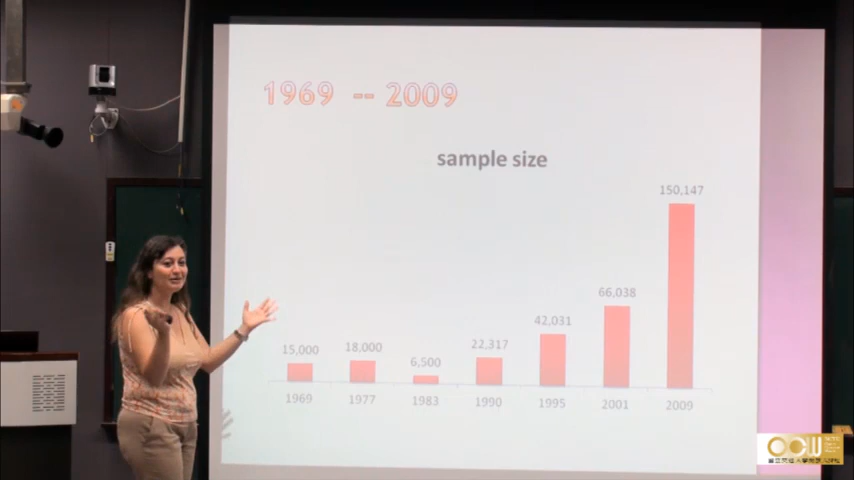 1969 -- 2009
sample size
150,147
66,038
42,031
22,317
15,000
18,000
6,500
1969 1977 1983 1990 1995 2001 2009
OCW